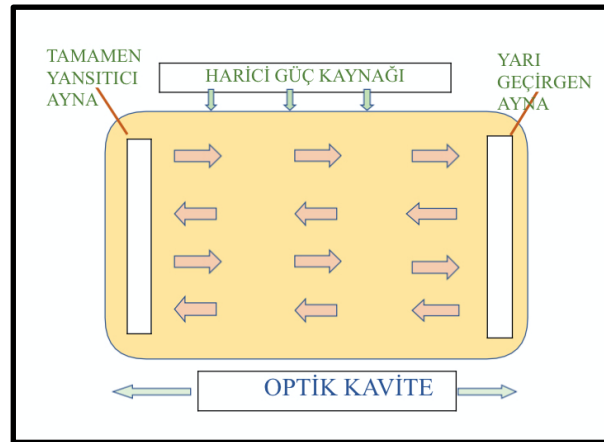 TAMAMEN
YANSITICI
AYNA
HARİCİ GÜÇ KAYNAĞI
YARI
GEÇİRGEN
AYNA
OPTİK KAVİTE